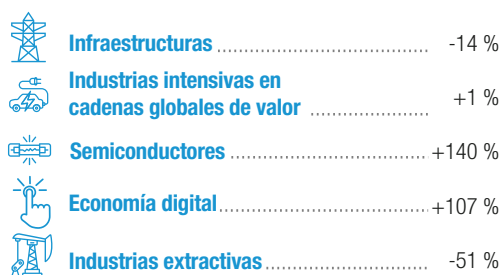 Infraestructuras ........................ -14 %
Industrias intensivas en
cadenas globales de valor ............. +1 %
Semiconductores ........................ +140 %
Economía digital ........................ +107 %
Industrias extractivas ................... -51 %